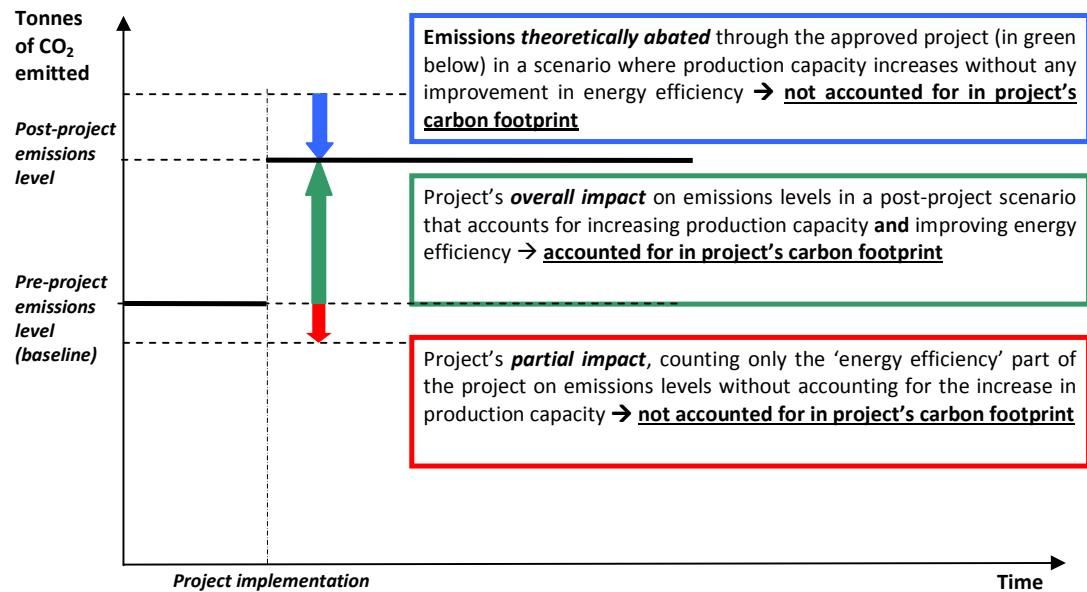 Tonnes
of CO₂
emitted
Emissions theoretically abated through the approved project (in green
below) in a scenario where production capacity increases without any
improvement in energy efficiency → not accounted for in project's
carbon footprint
Post-project
emissions
level
Project's overall impact on emissions levels in a post-project scenario
that accounts for increasing production capacity and improving energy
efficiency → accounted for in project's carbon footprint
Pre-project
emissions
level
(baseline)
Project's partial impact, counting only the 'energy efficiency' part of
the project on emissions levels without accounting for the increase in
production capacity → not accounted for in project's carbon footprint
Project implementation
Time